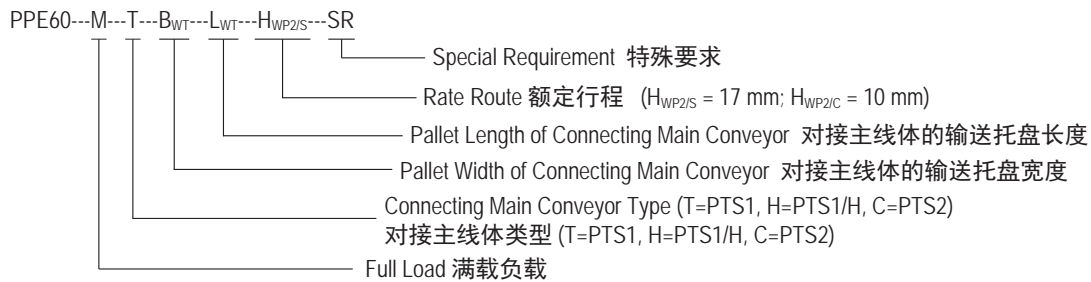 PPE60---M---T---BWT---LWT---HWP2/S---SR
Special Requirement 特殊要求
Rate Route 额定行程 (HWP2/S = 17 mm; HWP2/C = 10 mm)
Pallet Length of Connecting Main Conveyor 对接主线体的输送托盘长度
Pallet Width of Connecting Main Conveyor 对接主线体的输送托盘宽度
Connecting Main Conveyor Type (T=PTS1, H=PTS1/H, C=PTS2)
对接主线体类型 (T=PTS1, H=PTS1/H, C=PTS2)
Full Load 满载负载